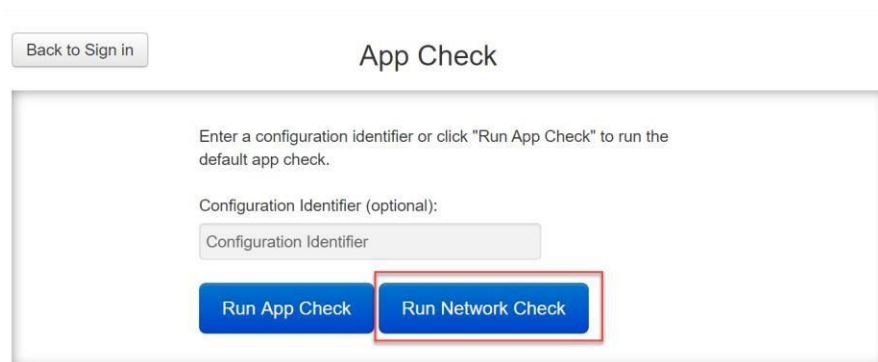 Back to Sign in
App Check
Enter a configuration identifier or click "Run App Check" to run the
default app check.
Configuration Identifier (optional):
Configuration Identifier
Run App Check
Run Network Check